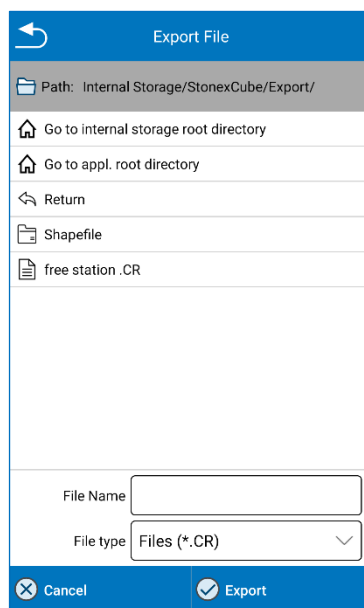 Export File
Path: Internal Storage/StonexCube/Export/
Go to internal storage root directory
Go to appl. root directory
Return
Shapefile
free station .CR
File Name
File type Files (*.CR)
Cancel Export